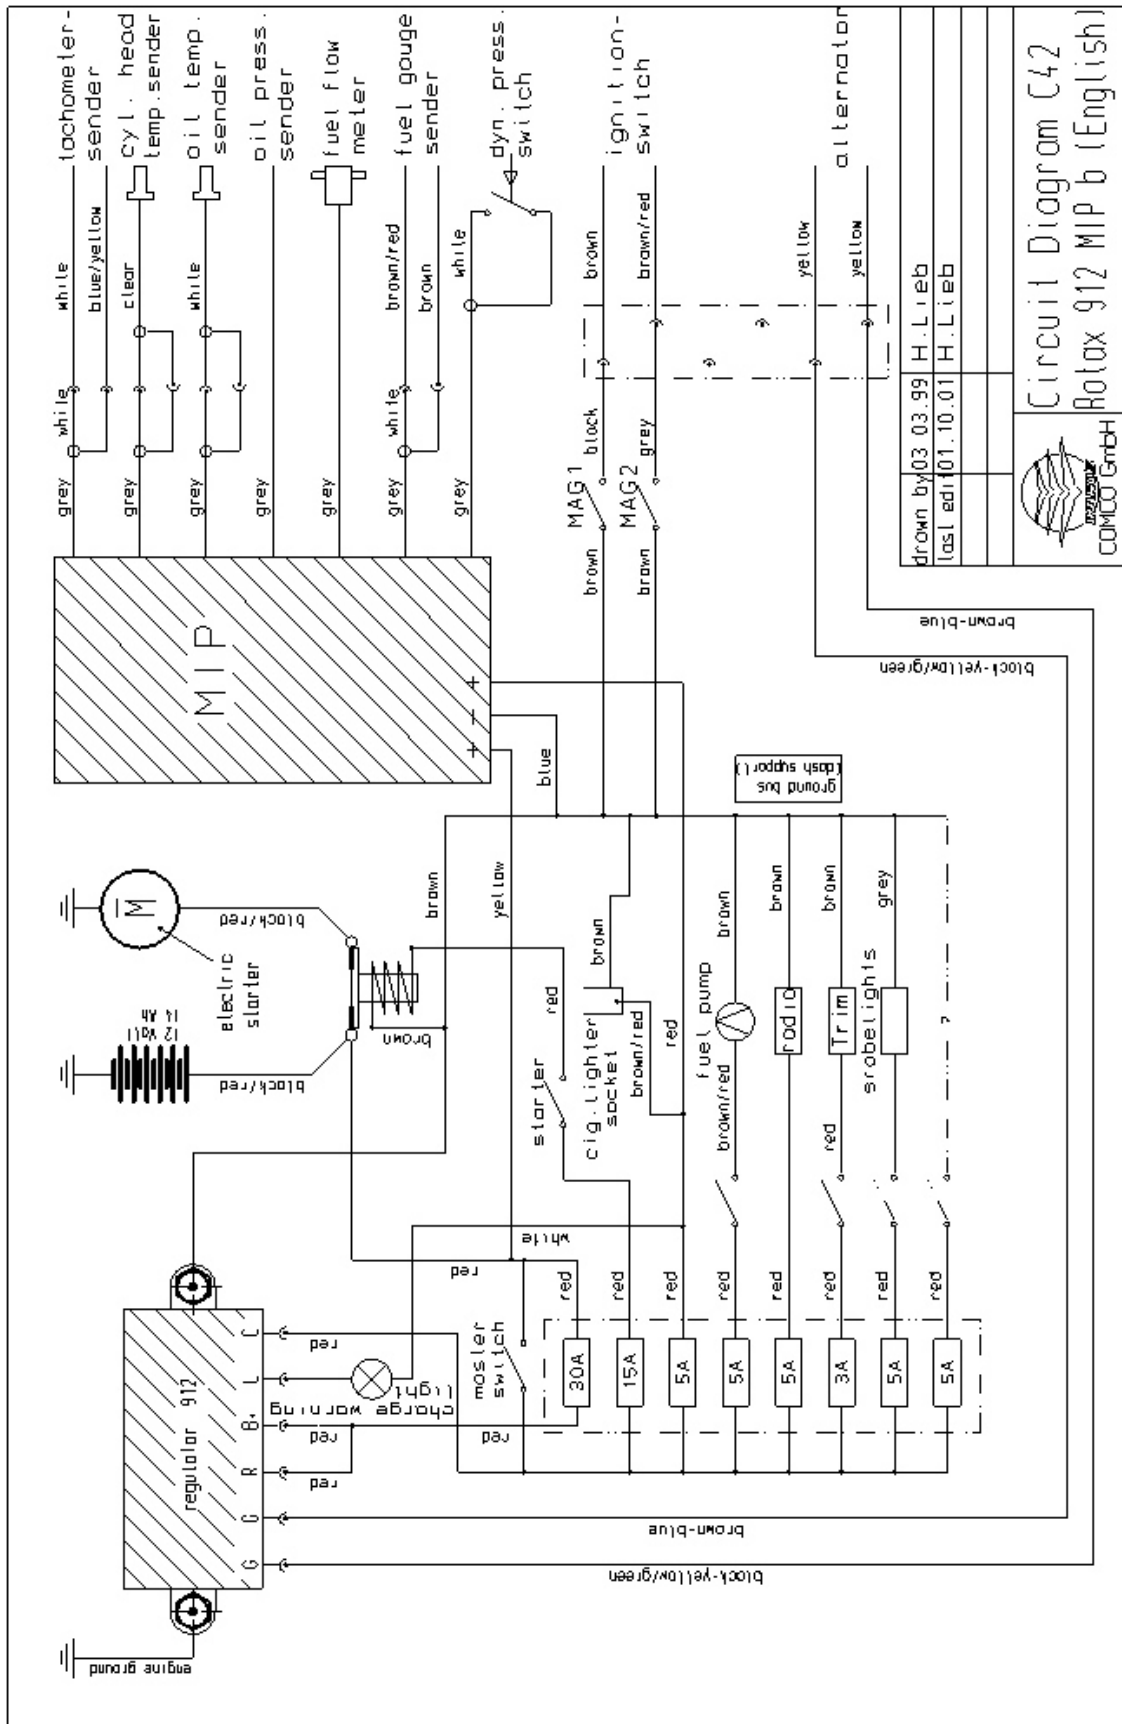 tachometer-
sender
cyl. head
temp.sender
oil temp.
sender
oil press.
sender
fuel flow
meter
fuel gouge
sender
dyn. press.
switch
ignition-
switch
alternator
white
blue/yellow
clear
white
brown/red
brown
white
brown
brown/red
yellow
yellow
white
white
black
grey
grey
grey
grey
grey
grey
grey
grey
MAG1
MAG2
brown
brown
MIP
+
-
+
blue
brown-blue
black-yellow/green
ground bus
(dash support)
M
electric
starter
12 Volt
14 Ah
black/red
black/red
brown
brown
yellow
red
starter
brown
cig.lighter
socket
brown/red
red
fuel pump
brown
brown/red
radio
brown
Trim
brown
red
srobelights
grey
?
regulator 912
C
L
B+
R
G
G
red
red
red
charge warning
light
white
red
master
switch
red
red
red
red
red
red
red
red
red
30A
15A
5A
5A
5A
3A
5A
5A
brown-blue
black-yellow/green
engine ground
drawn by 03 03.99 H.Lieb
last edit 01.10.01 H.Lieb
COMCO GmbH
Circuit Diagram C42
Rotax 912 MIP b (English)